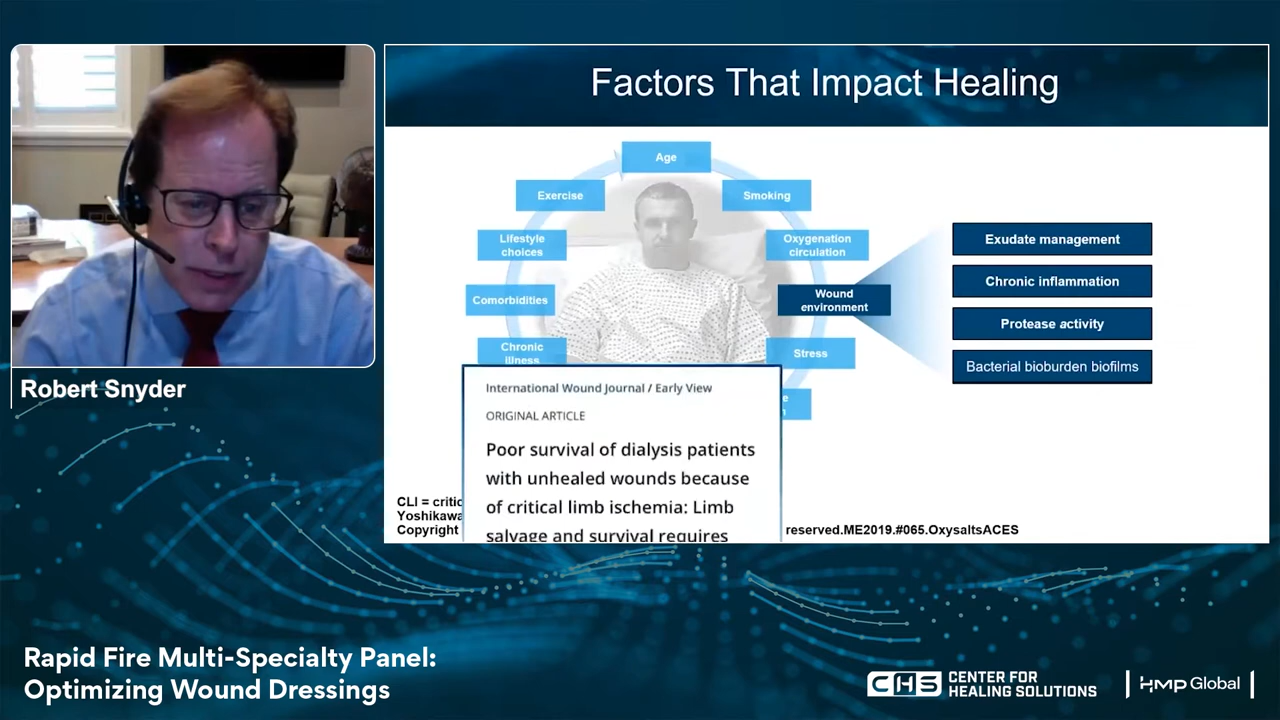 Factors That Impact Healing
Age
Exercise
Smoking
Lifestyle
choices
Oxygenation
circulation
Comorbidities
Wound
environment
Chronic
illness
Stress
Exudate management
Chronic inflammation
Protease activity
Bacterial bioburden biofilms
International Wound Journal / Early View
ORIGINAL ARTICLE
Poor survival of dialysis patients
with unhealed wounds because
of critical limb ischemia: Limb
salvage and survival requires
CLI =
Yoshikawa
Copyright reserved.ME2019.#065.OxysaltsACES
Robert Snyder
Rapid Fire Multi-Specialty Panel:
Optimizing Wound Dressings
CHS CENTER FOR
HEALING SOLUTIONS
HMP Global